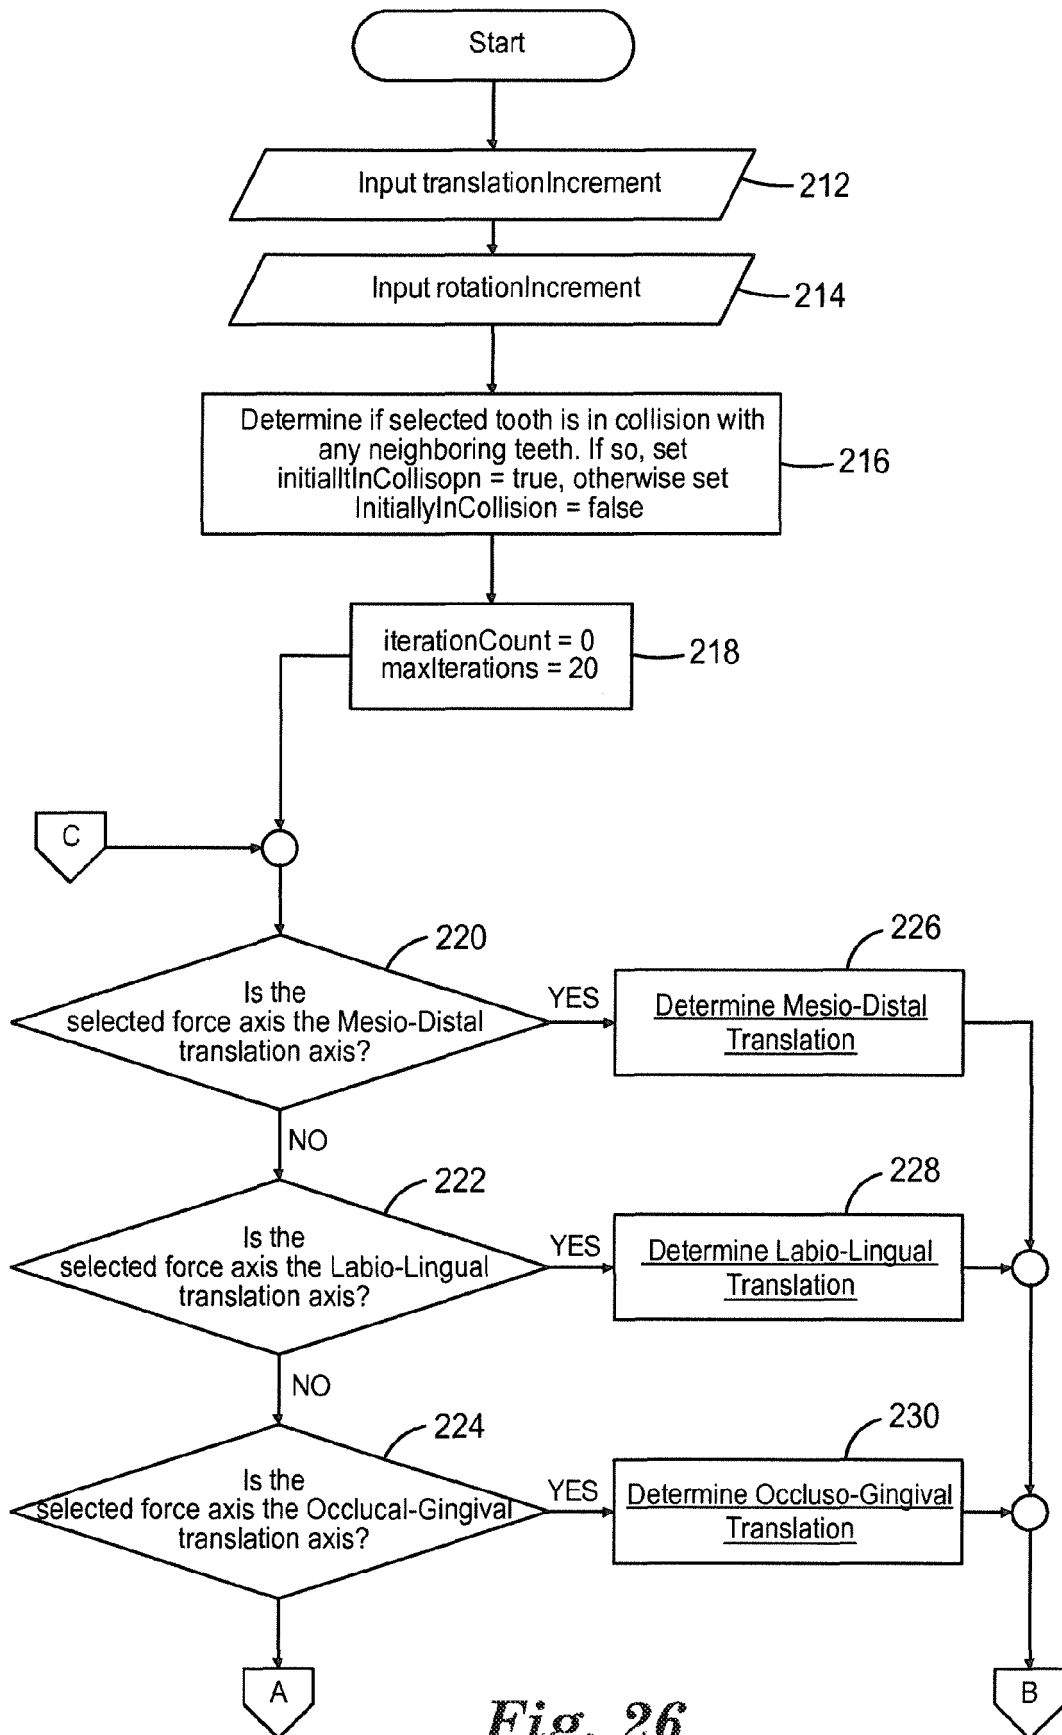 Start
Input translationIncrement
212
Input rotationIncrement
214
Determine if selected tooth is in collision with
any neighboring teeth. If so, set
initialItInCollisopn = true, otherwise set
InitiallyInCollision = false
216
iterationCount = 0
maxIterations = 20
218
C
220
Is the
selected force axis the Mesio-Distal
translation axis?
YES
226
Determine Mesio-Distal
Translation
NO
222
Is the
selected force axis the Labio-Lingual
translation axis?
YES
228
Determine Labio-Lingual
Translation
NO
224
Is the
selected force axis the Occlucal-Gingival
translation axis?
YES
230
Determine Occluso-Gingival
Translation
A
B
Fig. 26